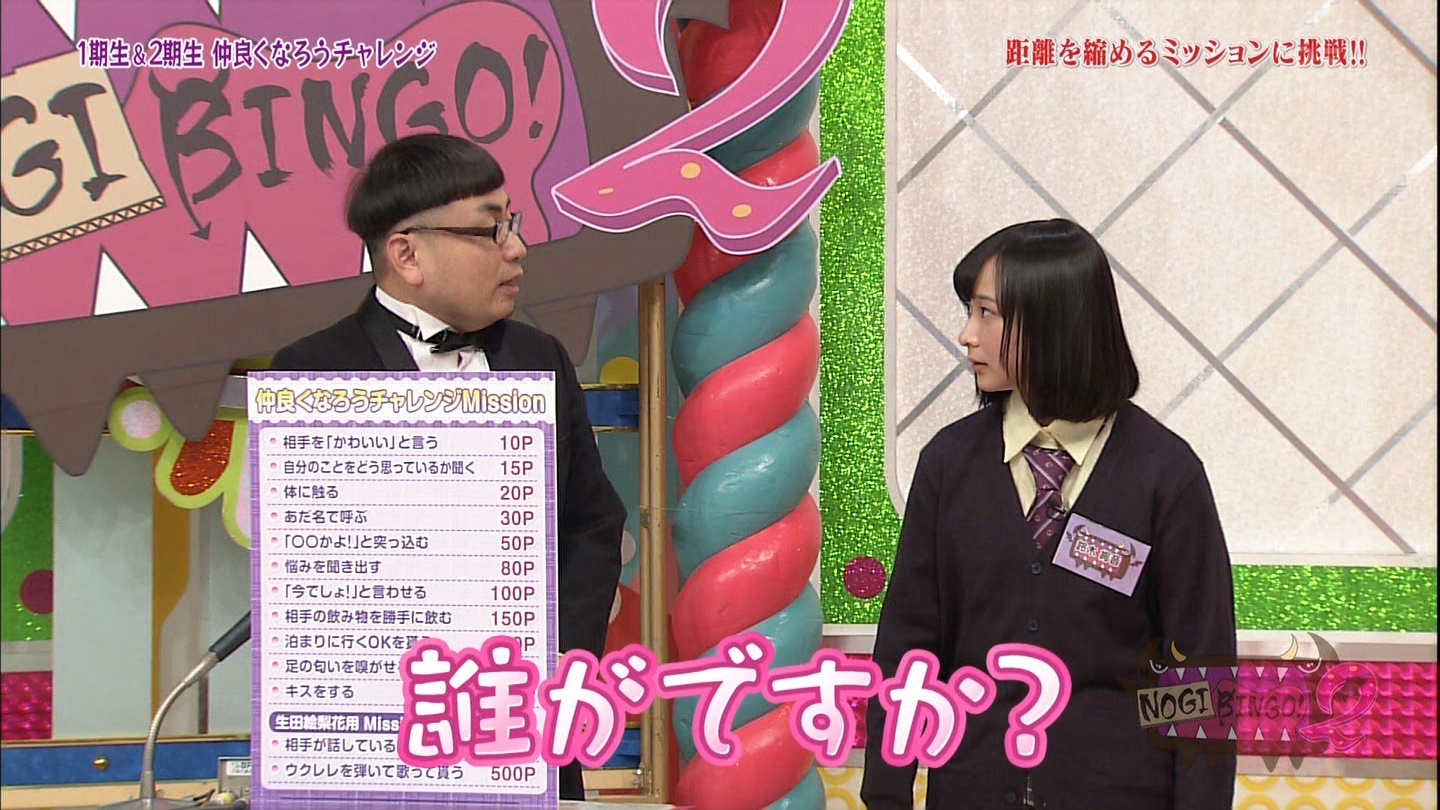 1期生&2期生 仲良くなろうチャレンジ
距離を縮めるミッションに挑戦!!
GI BINGO!
2
仲良くなろうチャレンジMission
相手を「かわいい」と言う 10P
自分のことをどう思っているか聞く 15P
体に触る 20P
あだ名で呼ぶ 30P
「○○かよ!」と突っ込む 50P
悩みを聞き出す 80P
「今でしょ!」と言わせる 100P
相手の飲み物を勝手に飲む 150P
泊まりに行くOKを貰う P
足の匂いを嗅がせ
キスをする
生田絵梨花用 Missi
相手が話している
ウクレレを弾いて歌って貰う 500P
鈴木絢音
誰がですか?
NOGI BINGO! 2